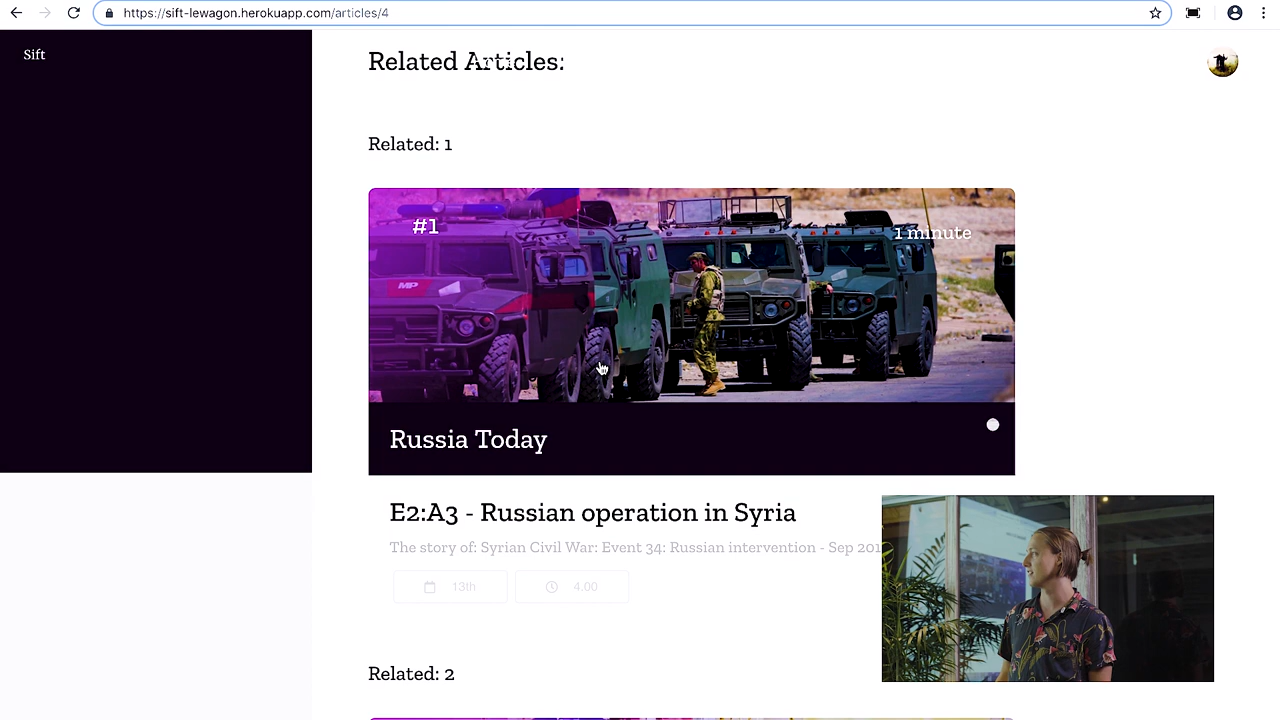 https://sift-lewagon.herokuapp.com/articles/4
Sift
Related Articles:
Related: 1
#1
1 minute
MP
Russia Today
E2:A3 - Russian operation in Syria
The story of: Syrian Civil War: Event 34: Russian intervention - Sep 201
13th
4.00
Related: 2